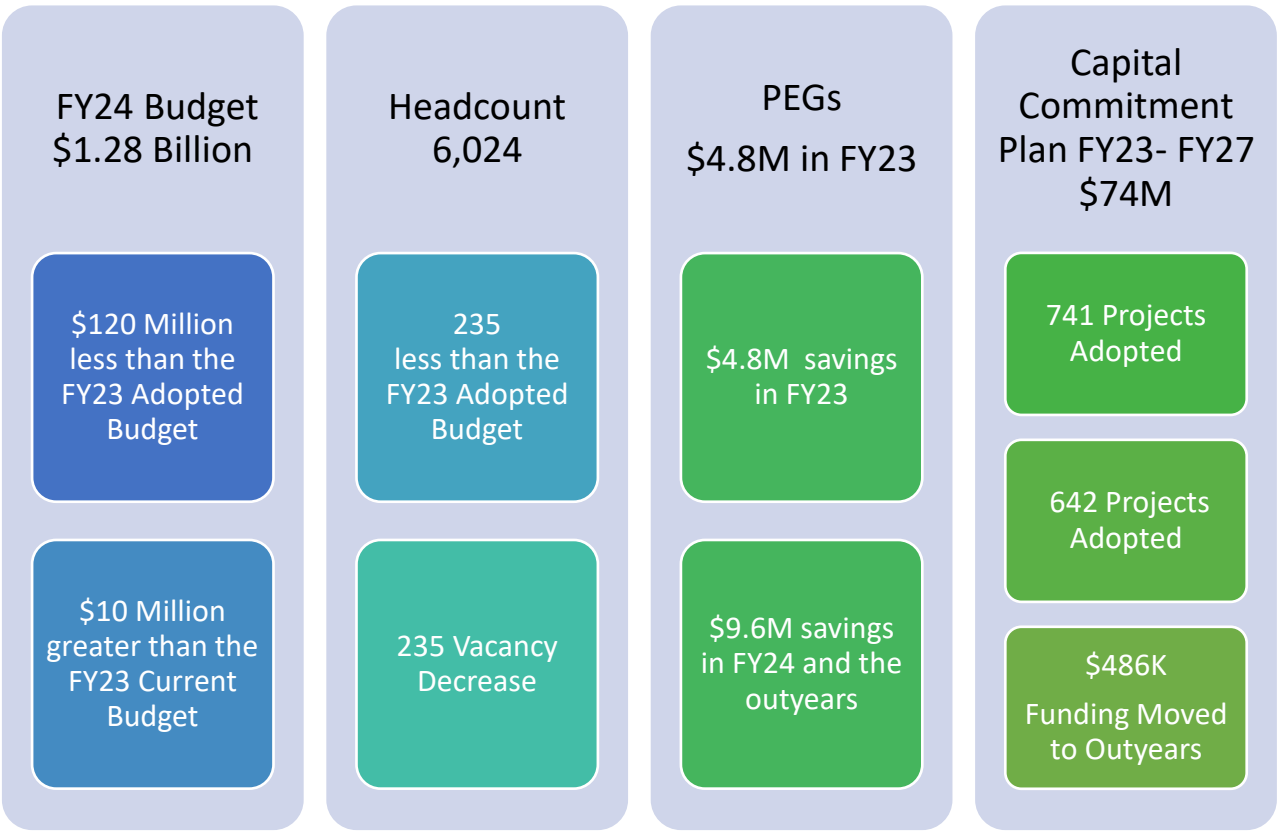 FY24 Budget
$1.28 Billion
$120 Million
less than the
FY23 Adopted
Budget
$10 Million
greater than the
FY23 Current
Budget
Headcount
6,024
235
less than the
FY23 Adopted
Budget
235 Vacancy
Decrease
PEGs
$4.8M in FY23
$4.8M savings
in FY23
$9.6M savings
in FY24 and the
outyears
Capital
Commitment
Plan FY23- FY27
$74M
741 Projects
Adopted
642 Projects
Adopted
$486K
Funding Moved
to Outyears